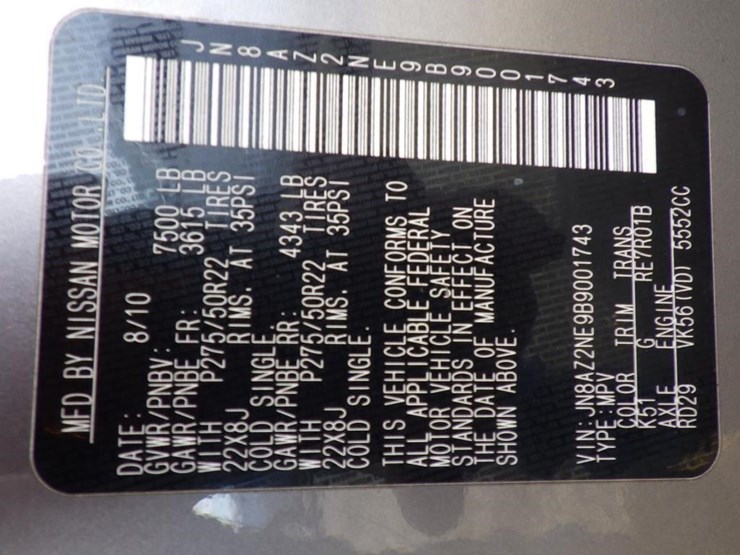 MFD BY NISSAN MOTOR CO.,LTD
JN8AZ2NE9B9001743
DATE: 8/10
GVWR/PNBV: 7500 LB
GAWR/PNBE FR: 3615 LB
WITH P275/50R22 TIRES
22X8J RIMS. AT 35PSI
COLD SINGLE.
GAWR/PNBE RR: 4343 LB
WITH P275/50R22 TIRES
22X8J RIMS. AT 35PSI
COLD SINGLE.
THIS VEHICLE CONFORMS TO
ALL APPLICABLE FEDERAL
MOTOR VEHICLE SAFETY
STANDARDS IN EFFECT ON
THE DATE OF MANUFACTURE
SHOWN ABOVE.
VIN: JN8AZ2NE9B9001743
TYPE:MPV
COLOR TRIM TRANS
K51 G RE7R01B
AXLE ENGINE
RD29 VK56(VD) 5552CC